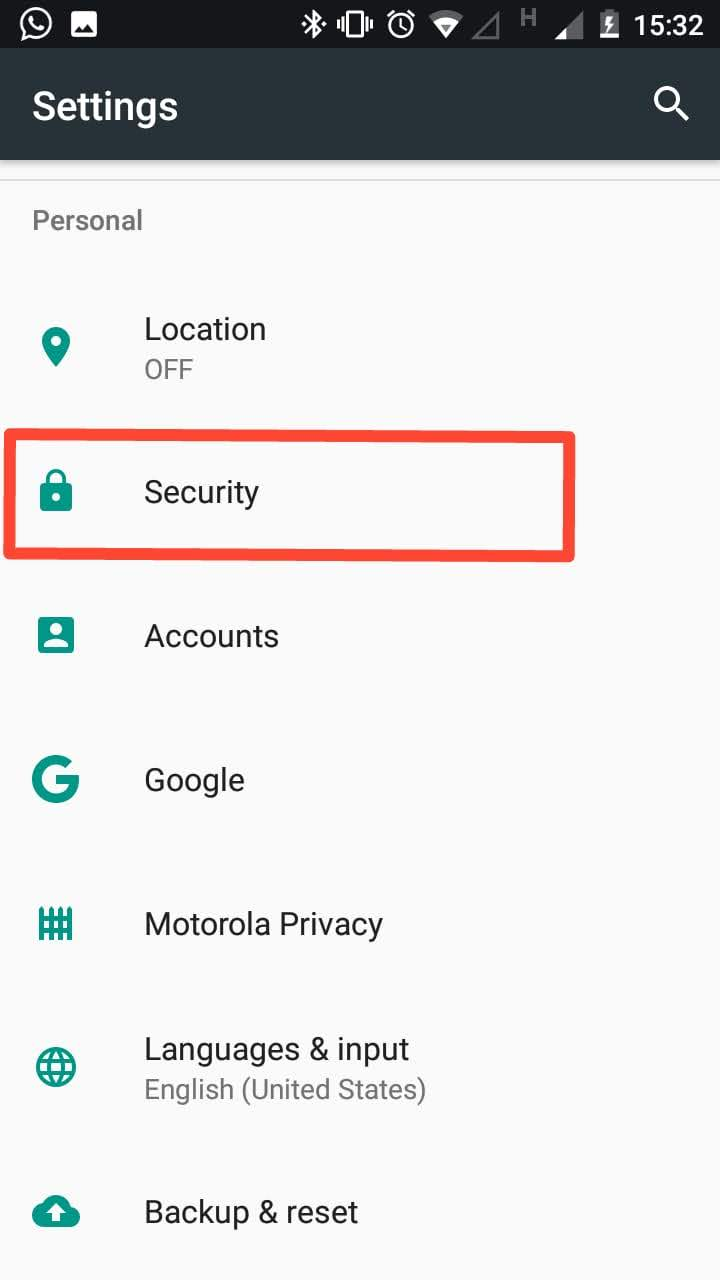 H 15:32
Settings
Personal
Location
OFF
Security
Accounts
Google
Motorola Privacy
Languages & input
English (United States)
Backup & reset